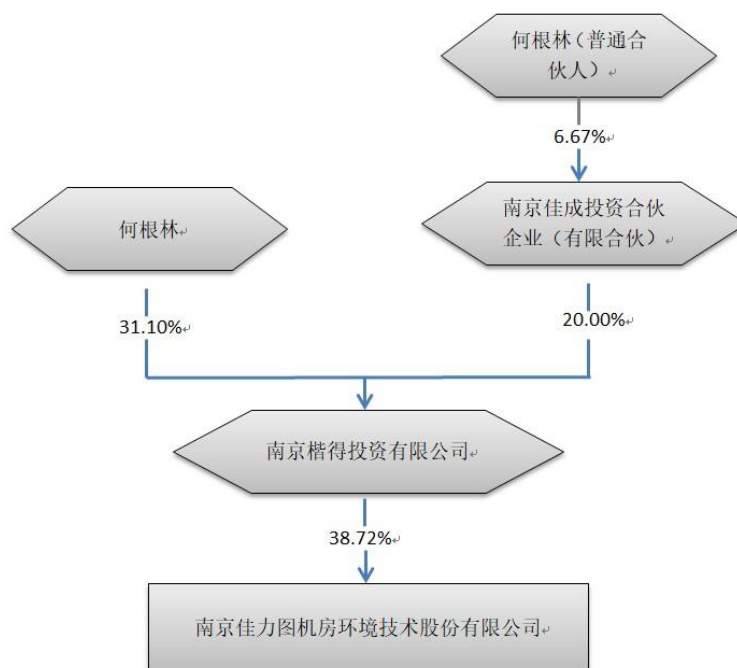 何根林（普通合
伙人）
6.67%
南京佳成投资合伙
企业（有限合伙）
何根林
31.10%
20.00%
南京楷得投资有限公司
38.72%
南京佳力图机房环境技术股份有限公司